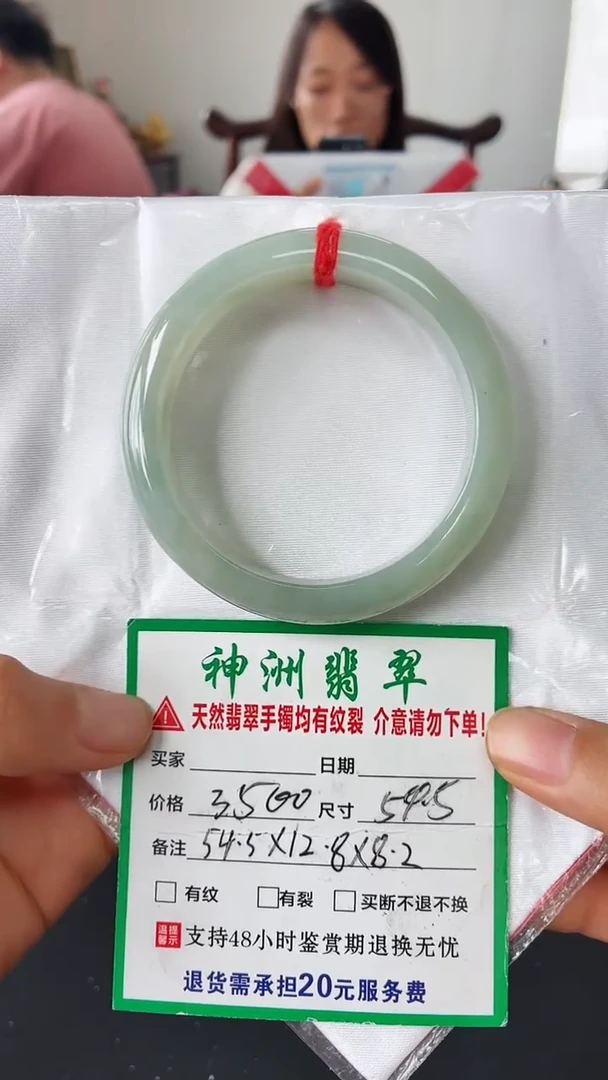 神洲翡翠
天然翡翠手镯均有纹裂 介意请勿下单!
买家 日期
价格 3500 尺寸 54.5
备注 54.5X12.8X8.2
有纹 有裂 买断不退不换
温馨提示 支持48小时鉴赏期退换无忧
退货需承担20元服务费